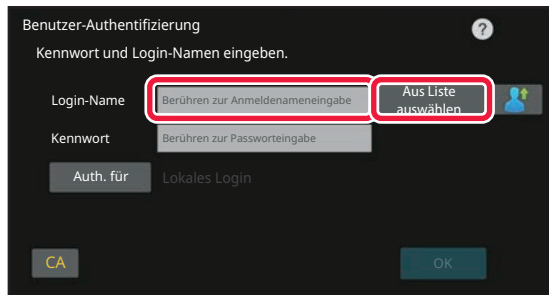 Benutzer-Authentifizierung
?
Kennwort und Login-Namen eingeben.
Login-Name
Berühren zur Anmeldenameneingabe
Aus Liste
auswählen
Kennwort
Berühren zur Passworteingabe
Auth. für
Lokales Login
CA
OK